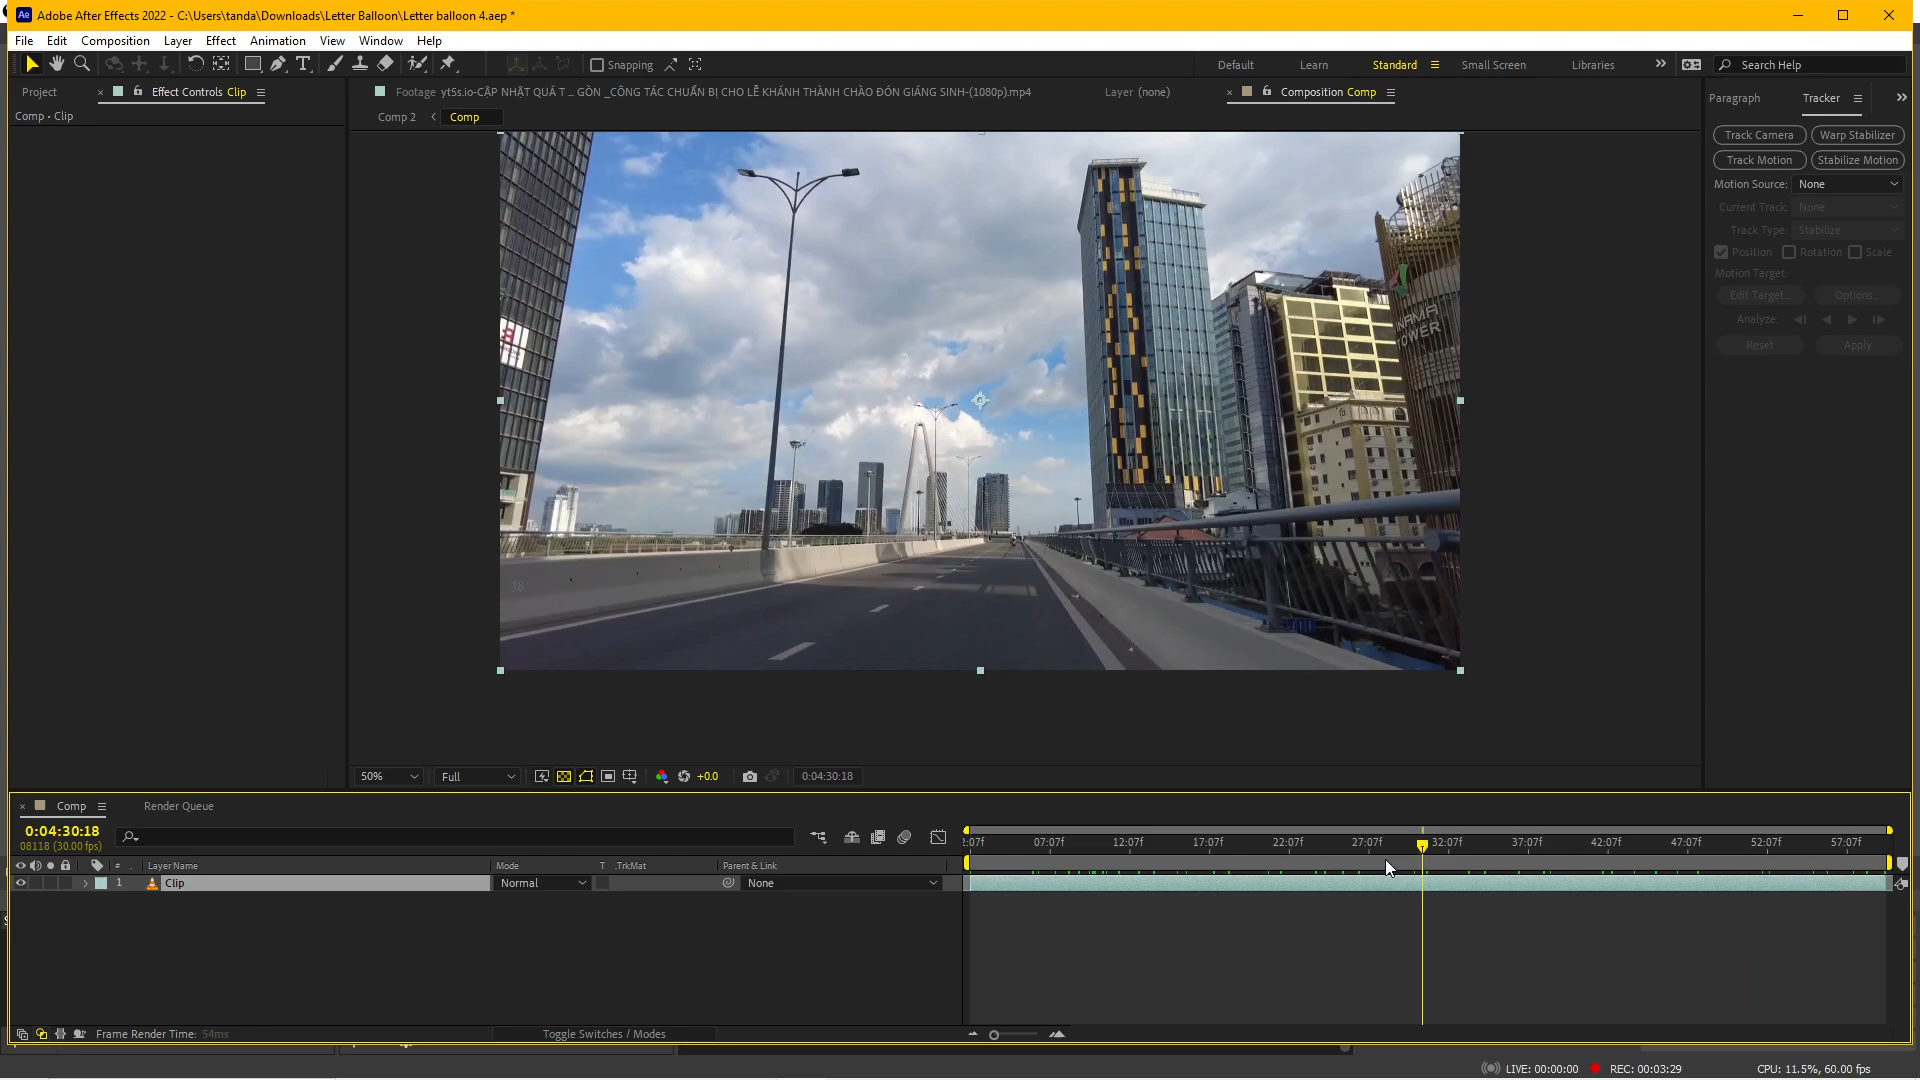 Adobe After Effects 2022 - C:\Users\tanda\Downloads\Letter Balloon\Letter balloon 4.aep *
File Edit Composition Layer Effect Animation View Window Help
Snapping
Default Learn Standard Small Screen Libraries Search Help
Project Effect Controls Clip
Comp • Clip
Footage yt5s.io-CẬP NHẬT QUÁ T ... GÒN _CÔNG TÁC CHUẨN BỊ CHO LỄ KHÁNH THÀNH CHÀO ĐÓN GIÁNG SINH-(1080p).mp4 Layer (none) Composition Comp
Comp 2 Comp
Paragraph Tracker
Track Camera Warp Stabilizer
Track Motion Stabilize Motion
Motion Source: None
Current Track: None
Track Type: Stabilize
Position Rotation Scale
Motion Target:
Edit Target... Options...
Analyze:
Reset Apply
TOWER
38
50% Full +0.0 0:04:30:18
Comp Render Queue
0:04:30:18
08118 (30.00 fps)
07:07f 12:07f 17:07f 22:07f 27:07f 32:07f 37:07f 42:07f 47:07f 52:07f 57:07f
# Layer Name Mode T .TrkMat Parent & Link
1 Clip Normal None
Frame Render Time: 54ms Toggle Switches / Modes
LIVE: 00:00:00 REC: 00:03:29 CPU: 11.5%, 60.00 fps